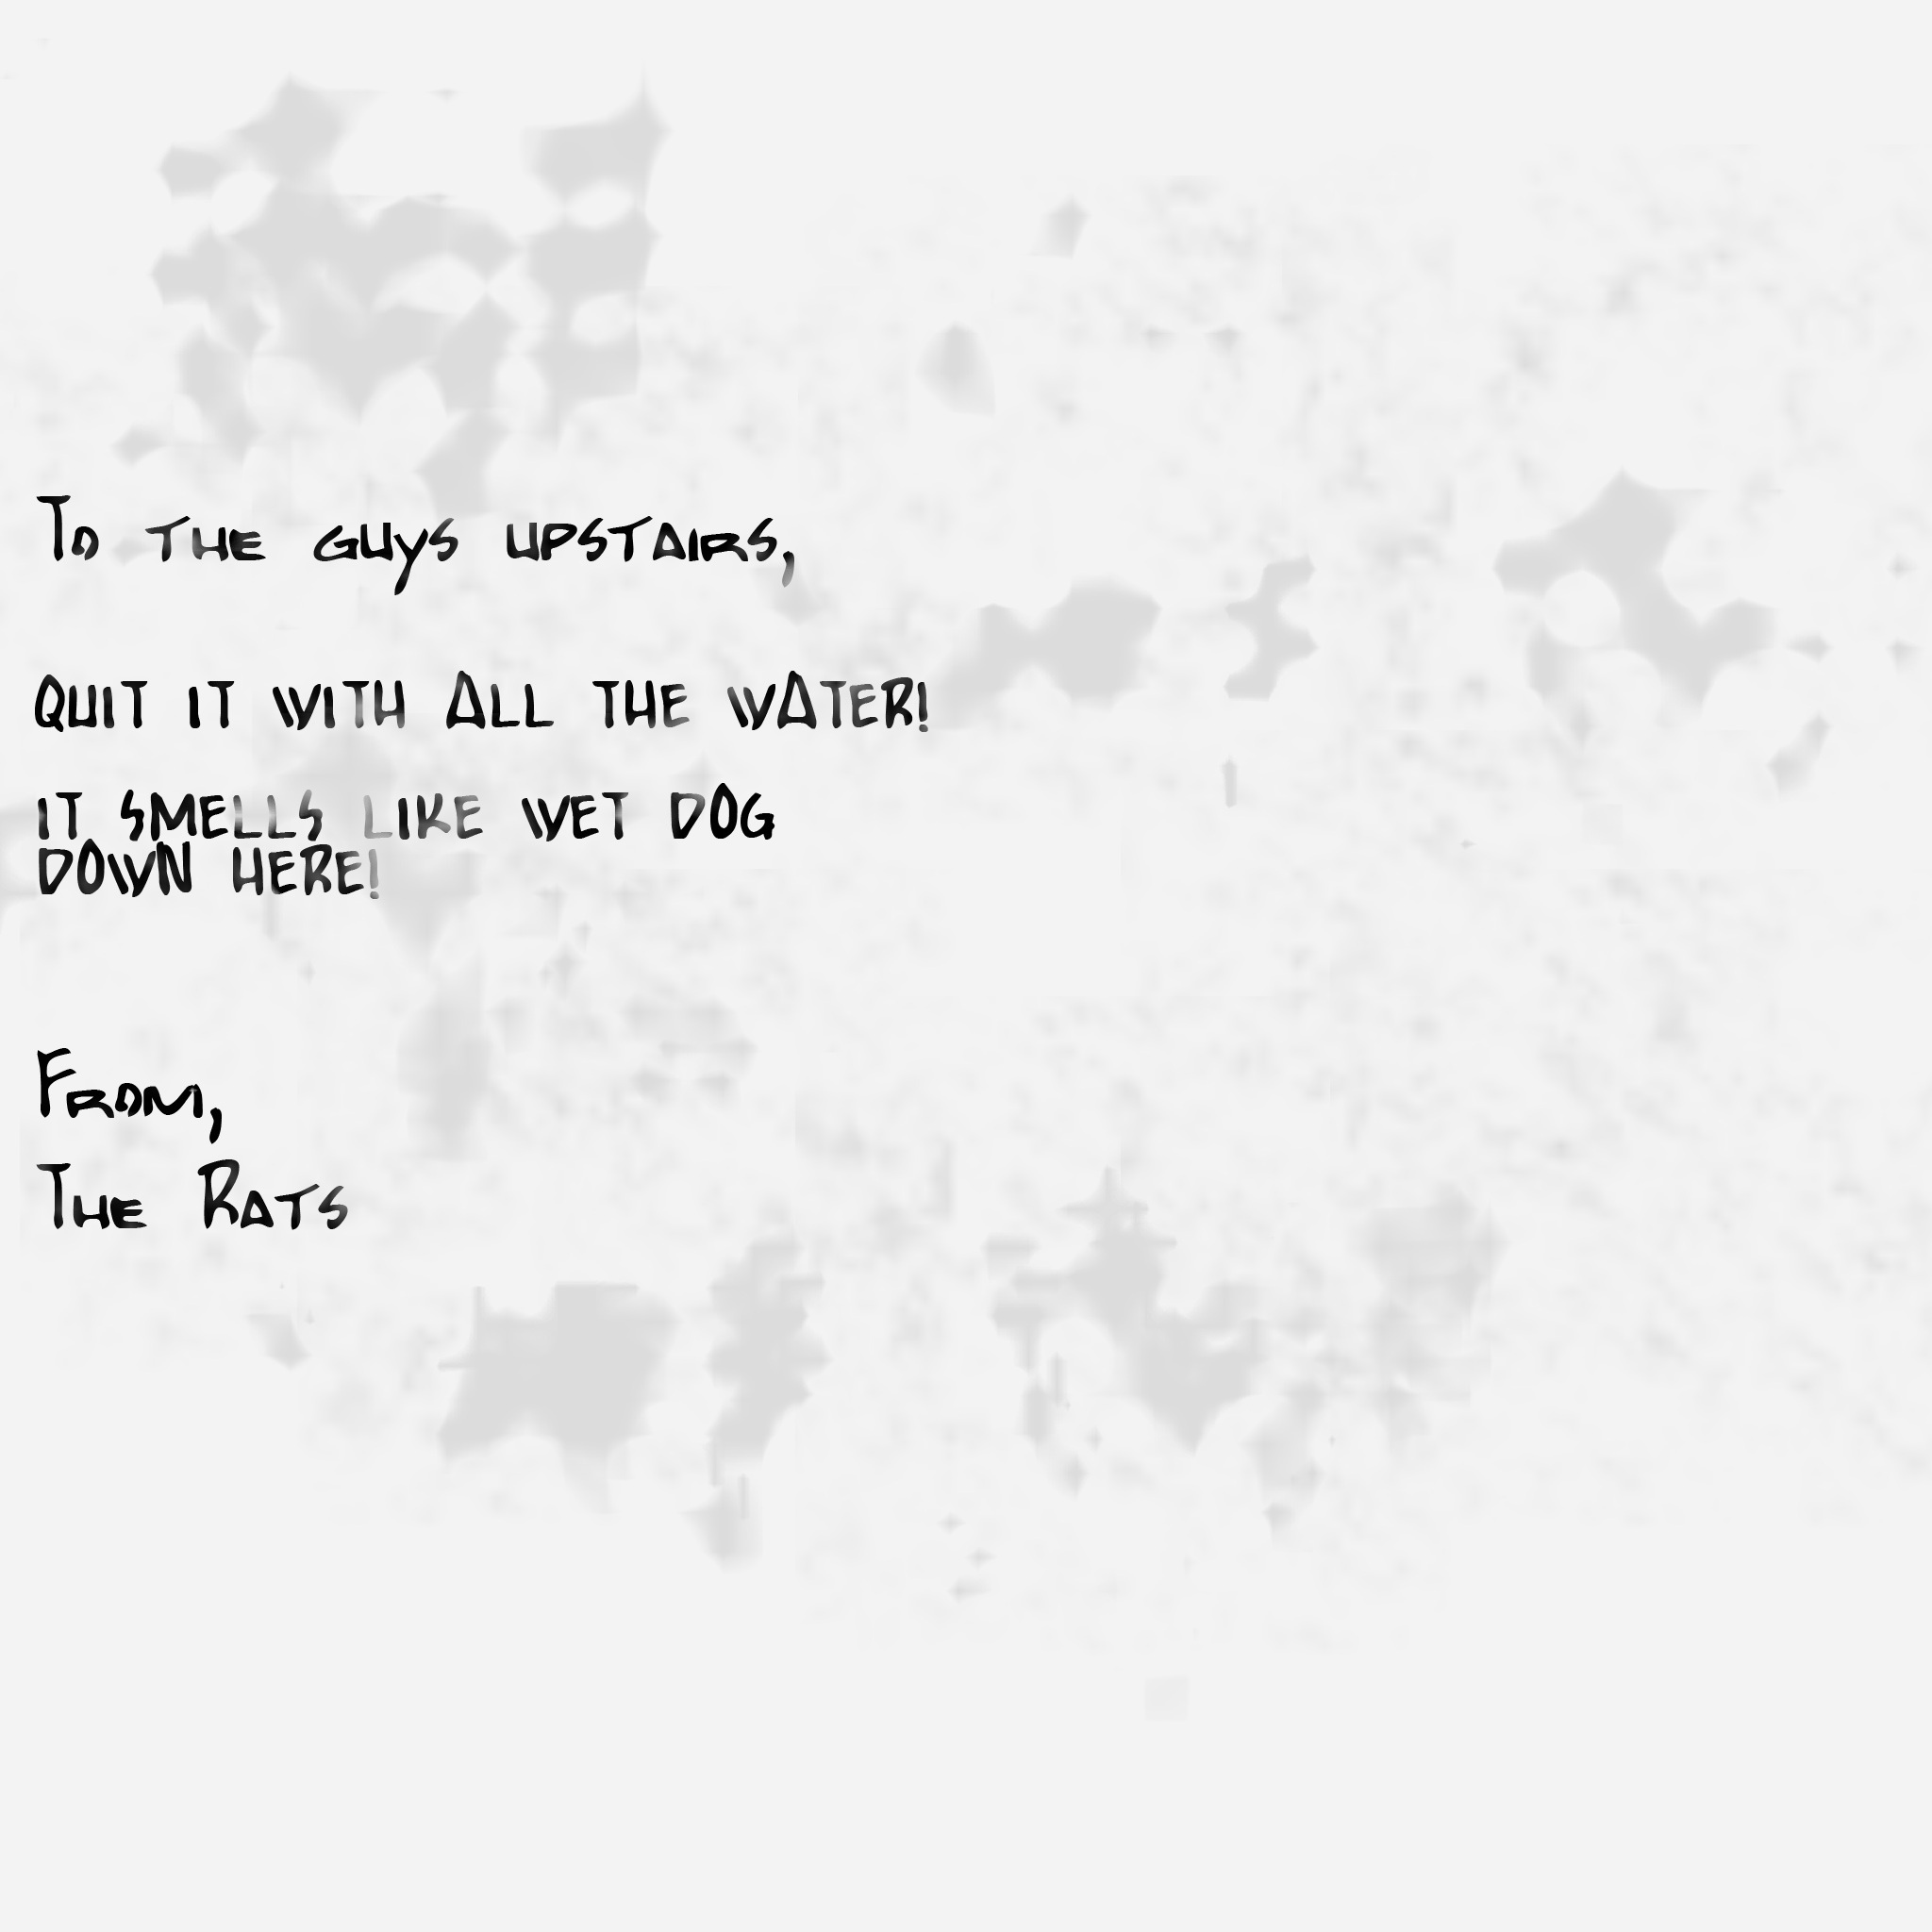 To the guys upstairs,
QUIT IT WITH ALL THE WATER!
IT SMELLS LIKE WET DOG
DOWN HERE!
From,
The Rats